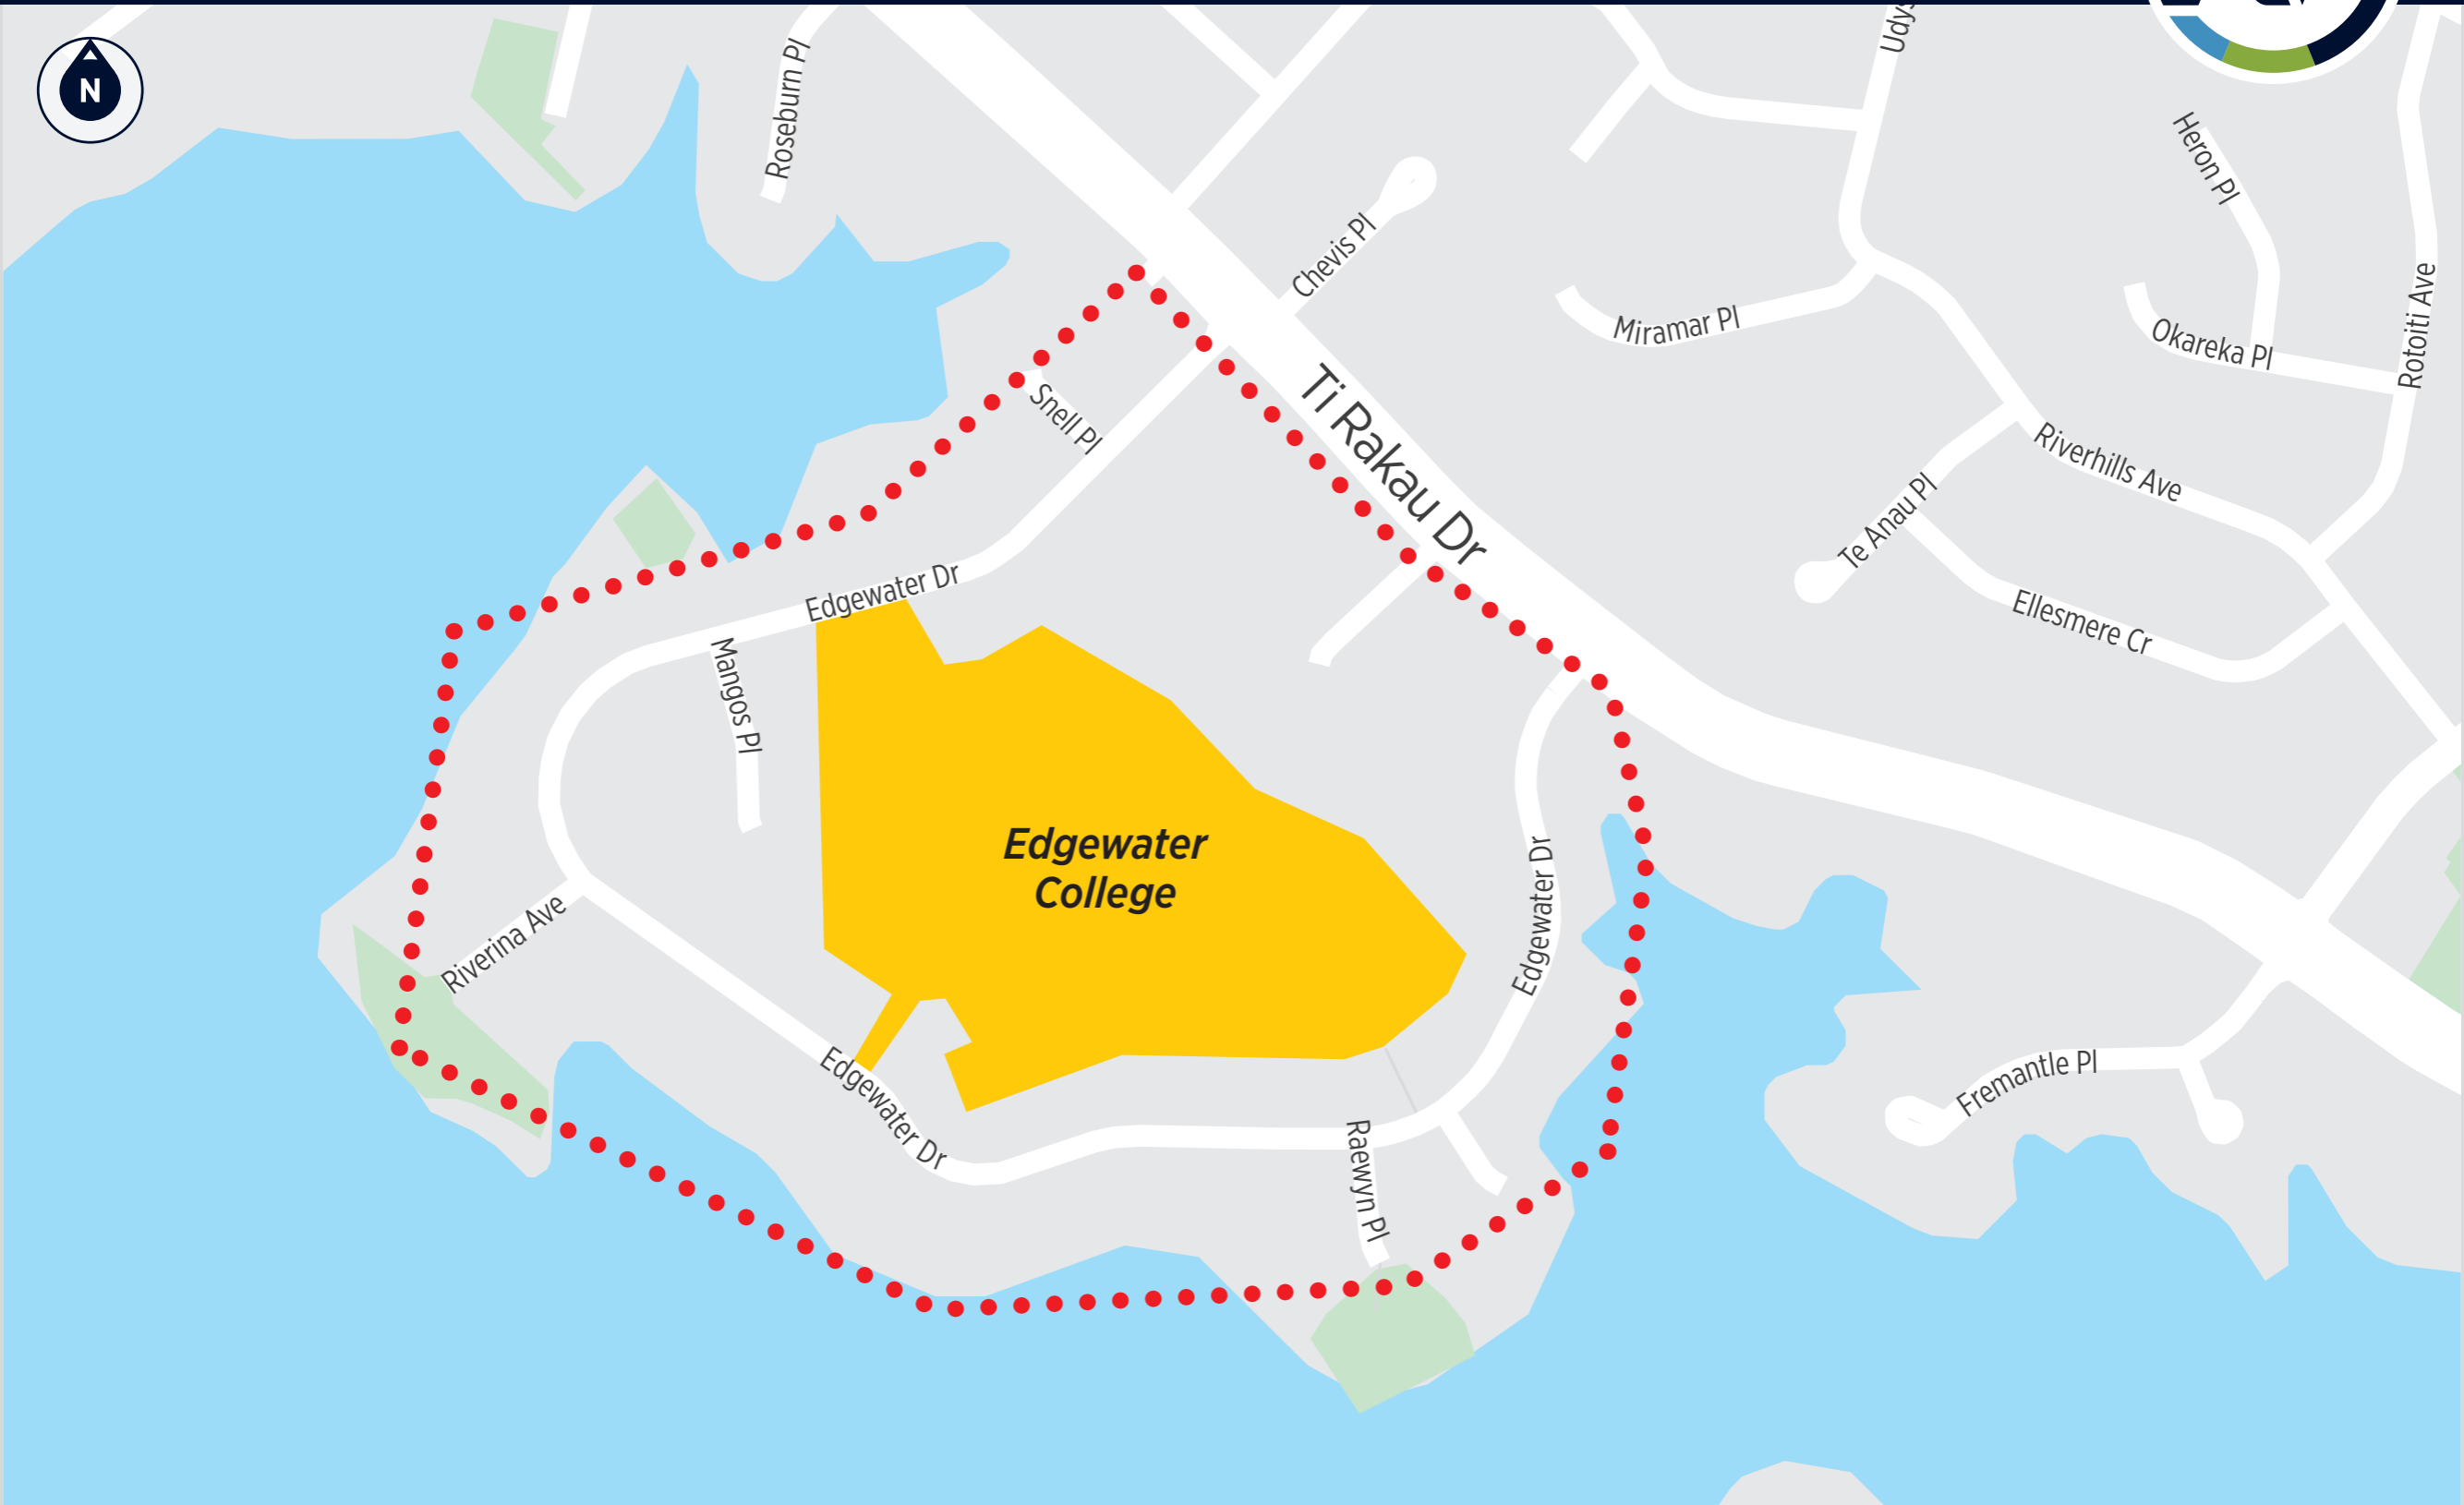 N
Roseburn Pl
Chevis Pl
Heron Pl
Miramar Pl
Okareka Pl
Rotoiti Ave
Snell Pl
Ti Rakau Dr
Riverhills Ave
Te Anau Pl
Edgewater Dr
Ellesmere Cr
Mangos Pl
Edgewater
College
Edgewater Dr
Riverina Ave
Edgewater Dr
Fremantle Pl
Raewyn Pl